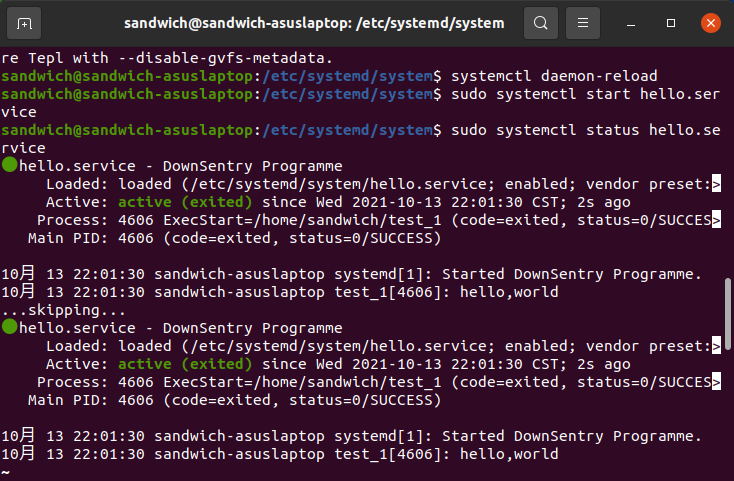 sandwich@sandwich-asuslaptop: /etc/systemd/system
re Tepl with --disable-gvfs-metadata.
sandwich@sandwich-asuslaptop:/etc/systemd/system$ systemctl daemon-reload
sandwich@sandwich-asuslaptop:/etc/systemd/system$ sudo systemctl start hello.ser
vice
sandwich@sandwich-asuslaptop:/etc/systemd/system$ sudo systemctl status hello.se
rvice
●hello.service - DownSentry Programme
     Loaded: loaded (/etc/systemd/system/hello.service; enabled; vendor preset:>
     Active: active (exited) since Wed 2021-10-13 22:01:30 CST; 2s ago
    Process: 4606 ExecStart=/home/sandwich/test_1 (code=exited, status=0/SUCCES>
   Main PID: 4606 (code=exited, status=0/SUCCESS)

10月 13 22:01:30 sandwich-asuslaptop systemd[1]: Started DownSentry Programme.
10月 13 22:01:30 sandwich-asuslaptop test_1[4606]: hello,world
...skipping...
●hello.service - DownSentry Programme
     Loaded: loaded (/etc/systemd/system/hello.service; enabled; vendor preset:>
     Active: active (exited) since Wed 2021-10-13 22:01:30 CST; 2s ago
    Process: 4606 ExecStart=/home/sandwich/test_1 (code=exited, status=0/SUCCES>
   Main PID: 4606 (code=exited, status=0/SUCCESS)

10月 13 22:01:30 sandwich-asuslaptop systemd[1]: Started DownSentry Programme.
10月 13 22:01:30 sandwich-asuslaptop test_1[4606]: hello,world
~